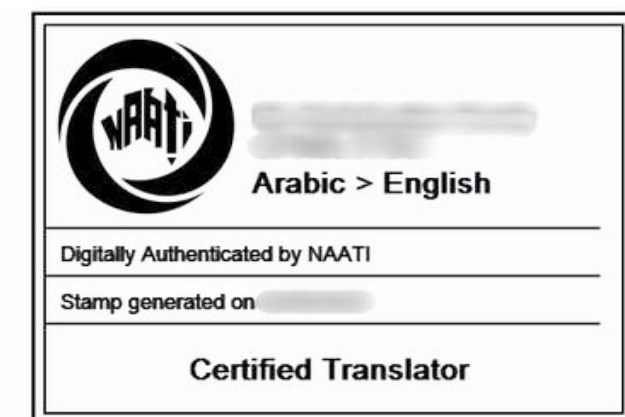 NAATI
Arabic > English
Digitally Authenticated by NAATI
Stamp generated on
Certified Translator